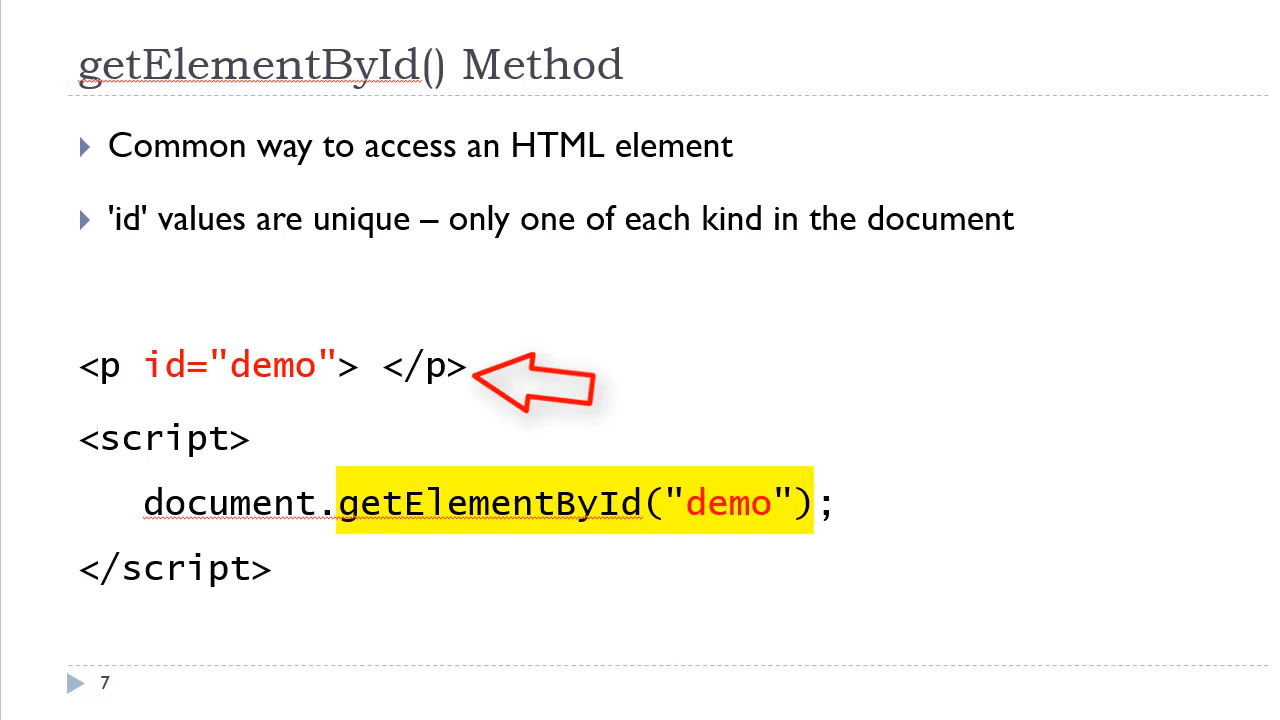 getElementById() Method
Common way to access an HTML element
'id' values are unique – only one of each kind in the document
<p id="demo"> </p>
<script>
document.getElementById("demo");
</script>
7